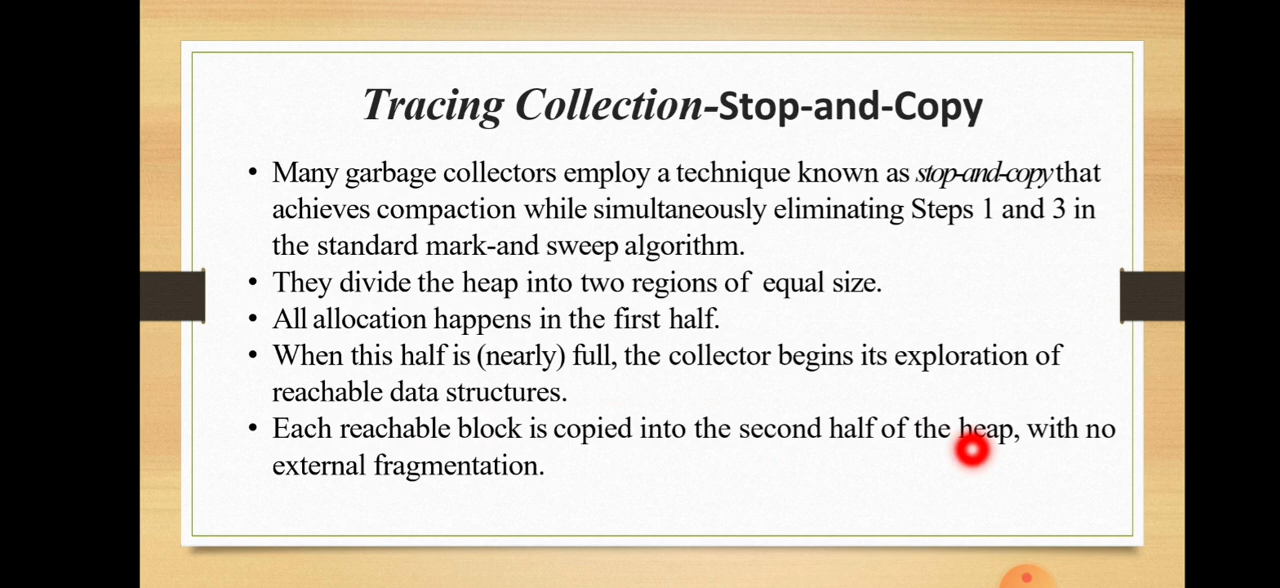 Tracing Collection-Stop-and-Copy
• Many garbage collectors employ a technique known as stop-and-copy that
achieves compaction while simultaneously eliminating Steps 1 and 3 in
the standard mark-and sweep algorithm.
• They divide the heap into two regions of equal size.
• All allocation happens in the first half.
• When this half is (nearly) full, the collector begins its exploration of
reachable data structures.
• Each reachable block is copied into the second half of the heap, with no
external fragmentation.